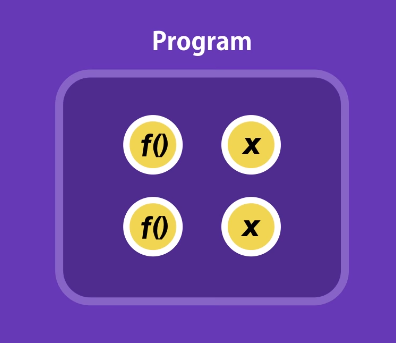 Program
f() x
f() x